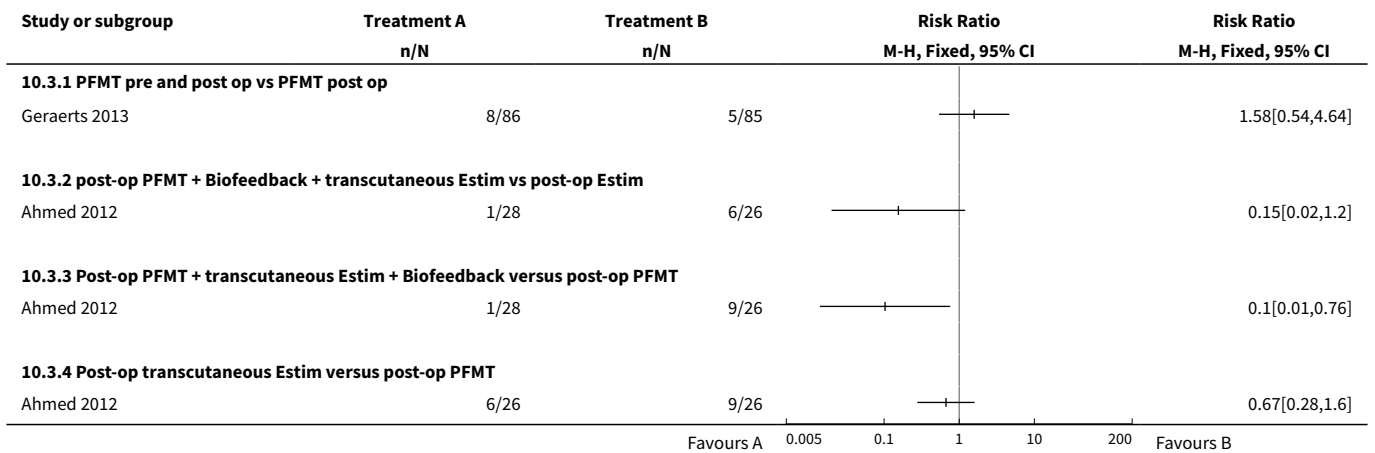 Study or subgroup Treatment A Treatment B Risk Ratio Risk Ratio
n/N n/N M-H, Fixed, 95% CI M-H, Fixed, 95% CI
10.3.1 PFMT pre and post op vs PFMT post op
Geraerts 2013 8/86 5/85 1.58[0.54,4.64]
10.3.2 post-op PFMT + Biofeedback + transcutaneous Estim vs post-op Estim
Ahmed 2012 1/28 6/26 0.15[0.02,1.2]
10.3.3 Post-op PFMT + transcutaneous Estim + Biofeedback versus post-op PFMT
Ahmed 2012 1/28 9/26 0.1[0.01,0.76]
10.3.4 Post-op transcutaneous Estim versus post-op PFMT
Ahmed 2012 6/26 9/26 0.67[0.28,1.6]
Favours A 0.005 0.1 1 10 200 Favours B